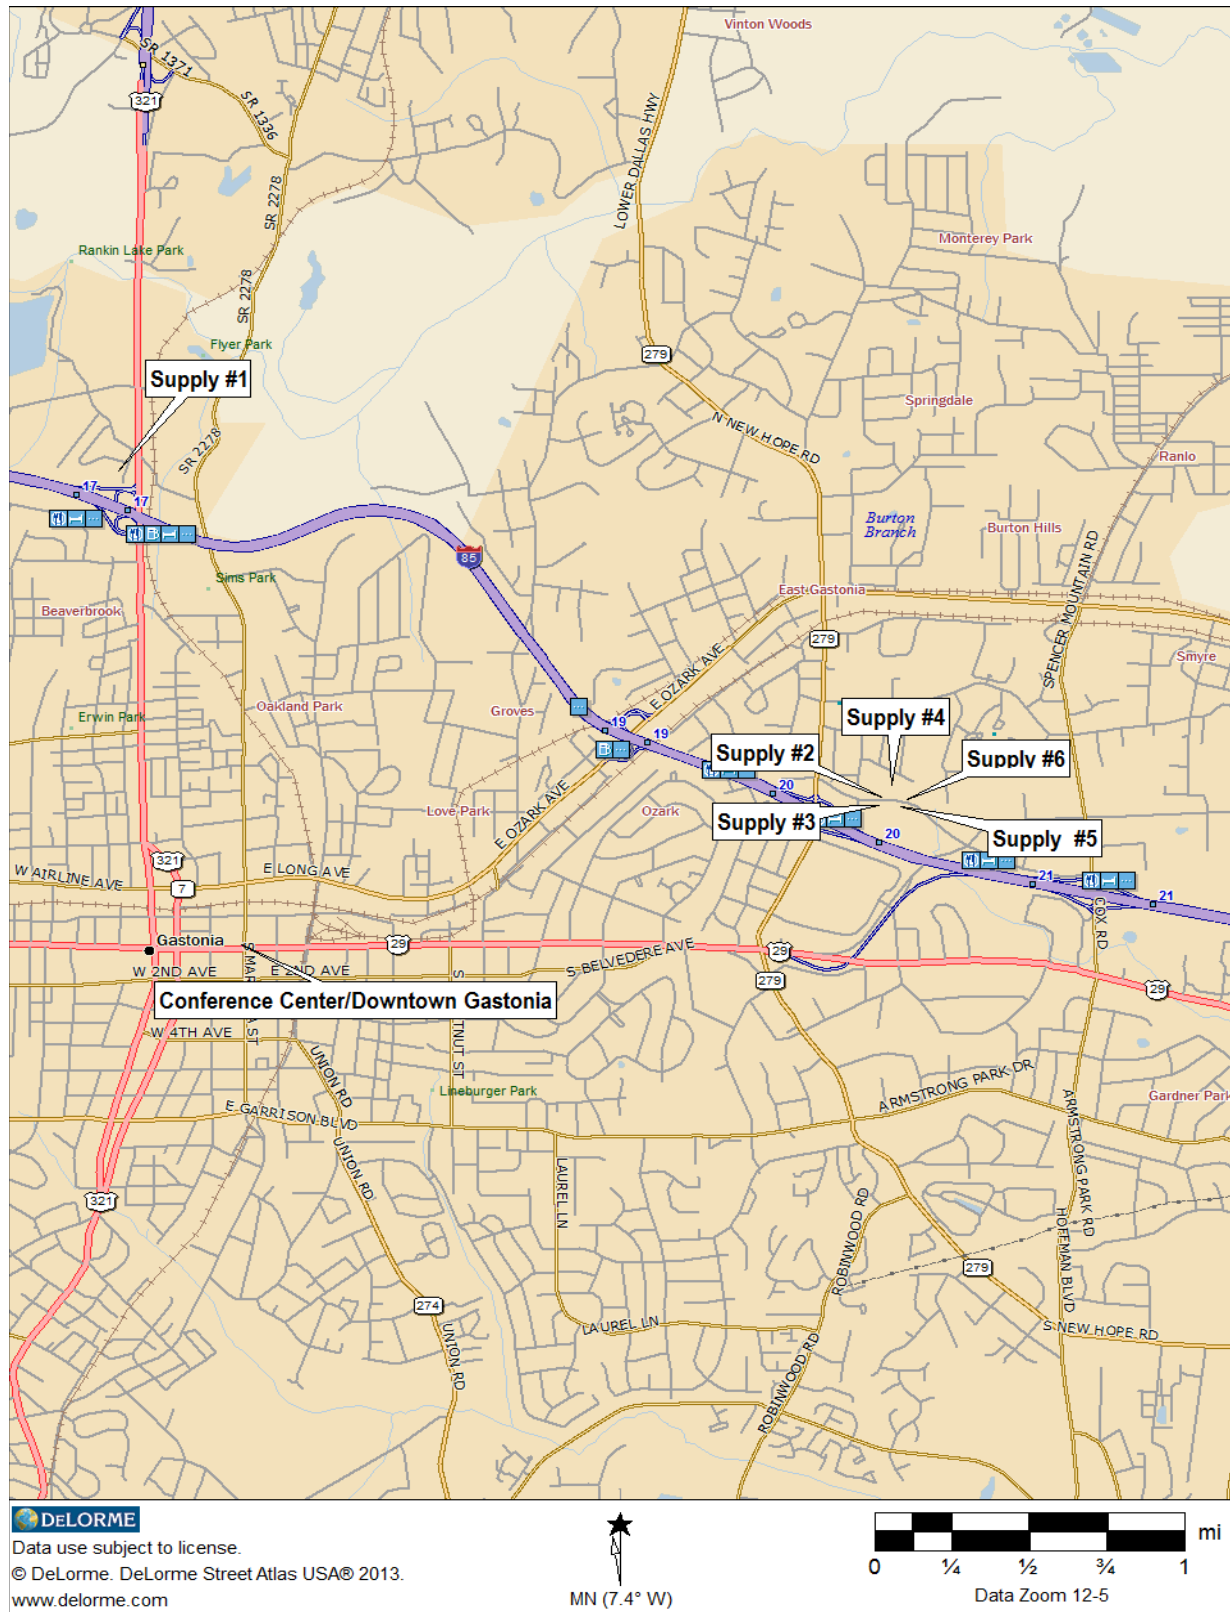 Vinton Woods
SR 1371
321
SR 1336
LOWER DALLAS HWY
SR 2278
Rankin Lake Park
Monterey Park
SR 2278
Flyer Park
279
Supply #1
Springdale
N NEW HOPE RD
SR 2278
Ranlo
17
17
Burton
Branch
Burton Hills
85
SPENCER MOUNTAIN RD
Sims Park
East Gastonia
Beaverbrook
279
Smyre
E OZARK AVE
Oakland Park
Groves
Erwin Park
Supply #4
19
19
Supply #2
Supply #6
20
Love Park
Ozark
Supply #3
E OZARK AVE
20
Supply #5
321
E LONG AVE
W AIRLINE AVE
7
21
21
COX RD
Gastonia
29
29
S BELVEDERE AVE
W 2ND AVE
E 2ND AVE
279
29
Conference Center/Downtown Gastonia
W 4TH AVE
UNION RD
TNUT ST
Lineburger Park
ARMSTRONG PARK DR
Gardner Park
E GARRISON BLVD
UNION RD
LAUREL LN
ARMSTRONG PARK RD
321
ROBINWOOD RD
HOFFMAN BLVD
279
274
LAUREL LN
S NEW HOPE RD
UNION RD
ROBINWOOD RD
DELORME
Data use subject to license.
© DeLorme. DeLorme Street Atlas USA® 2013.
www.delorme.com
MN (7.4° W)
mi
0 ¼ ½ ¾ 1
Data Zoom 12-5